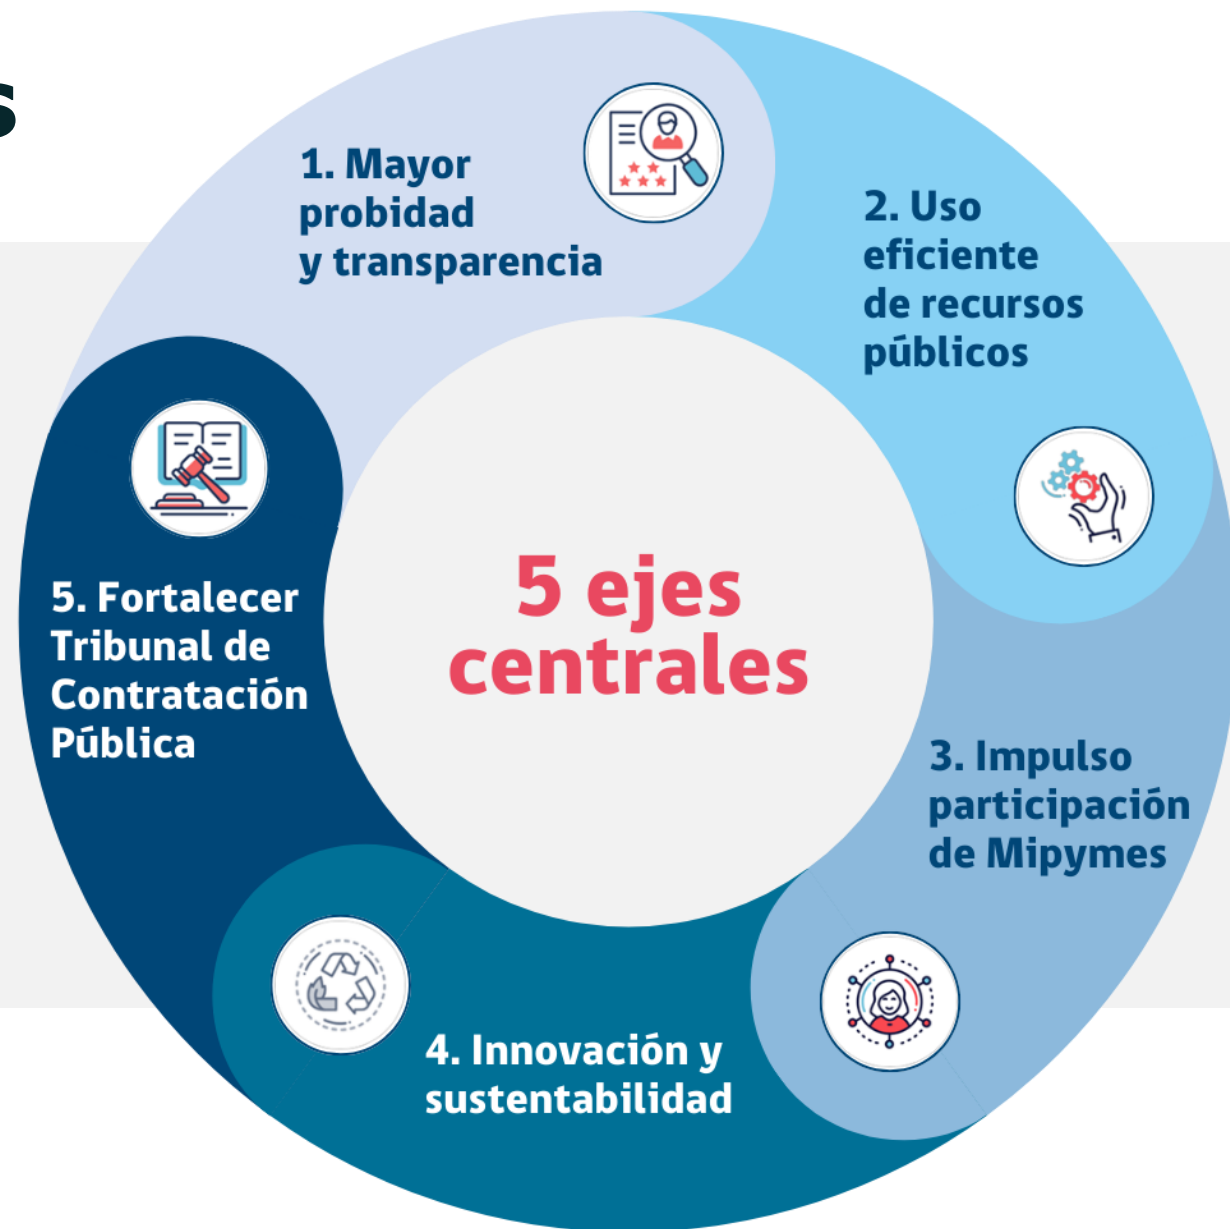 s
1. Mayor
probidad
y transparencia
2. Uso
eficiente
de recursos
públicos
5 ejes
centrales
3. Impulso
participación
de Mipymes
4. Innovación y
sustentabilidad
5. Fortalecer
Tribunal de
Contratación
Pública